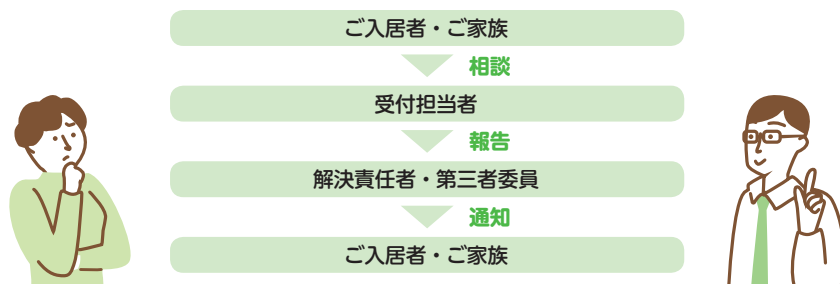 ご入居者・ご家族
相談
受付担当者
報告
解決責任者・第三者委員
通知
ご入居者・ご家族